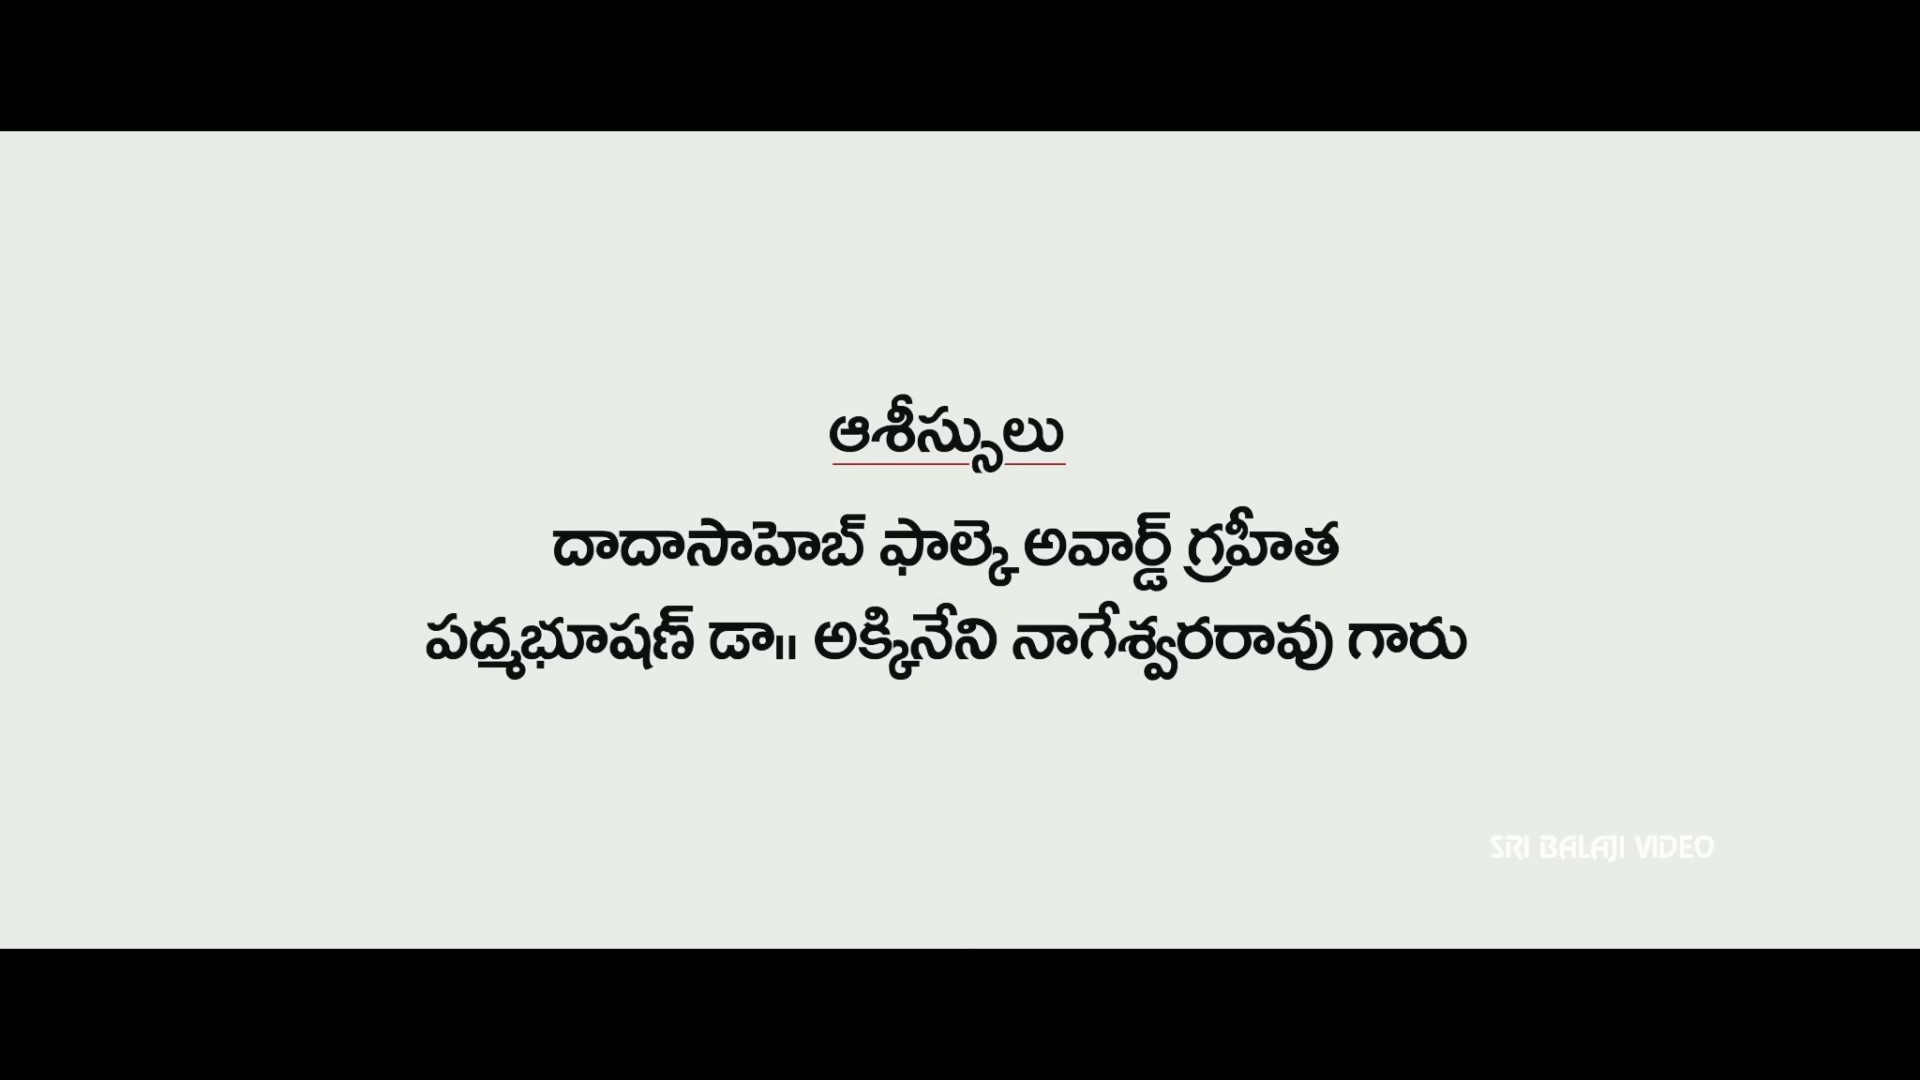 ఆశీస్సులు
దాదాసాహెబ్ ఫాల్కె అవార్డ్ గ్రహీత
పద్మభూషణ్ డా॥ అక్కినేని నాగేశ్వరరావు గారు
SRI BALAJI VIDEO